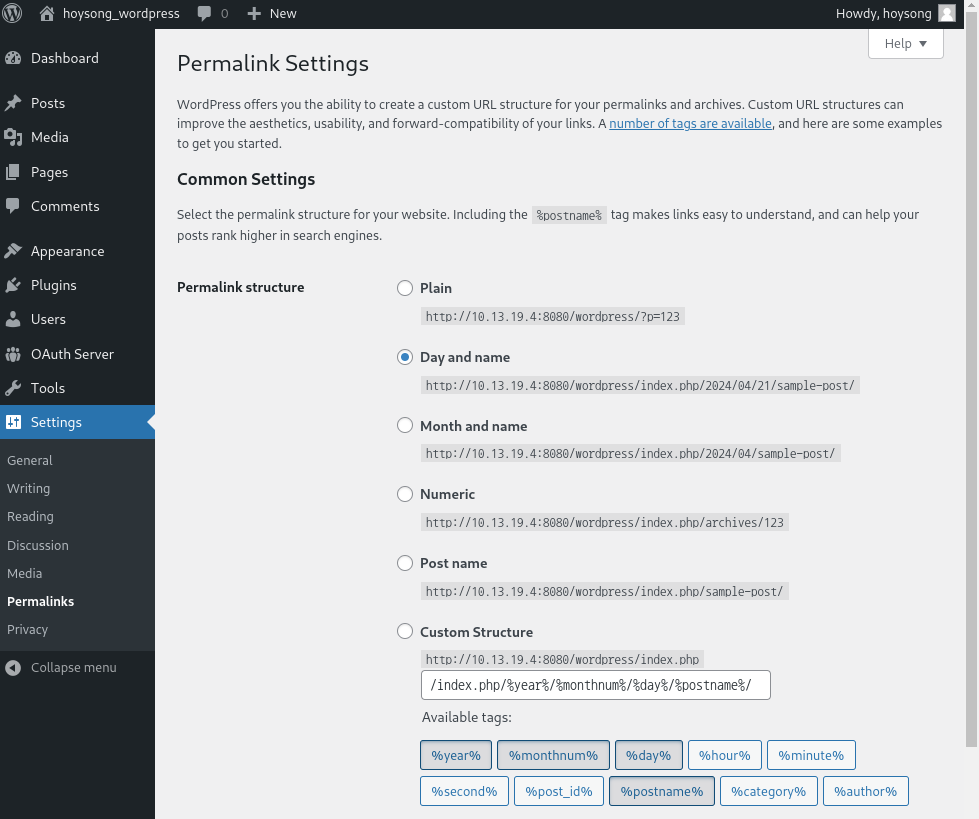 hoysong_wordpress 0 New Howdy, hoysong
Help
Dashboard
Posts
Media
Pages
Comments
Appearance
Plugins
Users
OAuth Server
Tools
Settings
General
Writing
Reading
Discussion
Media
Permalinks
Privacy
Collapse menu
Permalink Settings
WordPress offers you the ability to create a custom URL structure for your permalinks and archives. Custom URL structures can
improve the aesthetics, usability, and forward-compatibility of your links. A number of tags are available, and here are some examples
to get you started.
Common Settings
Select the permalink structure for your website. Including the %postname% tag makes links easy to understand, and can help your
posts rank higher in search engines.
Permalink structure
Plain
http://10.13.19.4:8080/wordpress/?p=123
Day and name
http://10.13.19.4:8080/wordpress/index.php/2024/04/21/sample-post/
Month and name
http://10.13.19.4:8080/wordpress/index.php/2024/04/sample-post/
Numeric
http://10.13.19.4:8080/wordpress/index.php/archives/123
Post name
http://10.13.19.4:8080/wordpress/index.php/sample-post/
Custom Structure
http://10.13.19.4:8080/wordpress/index.php
/index.php/%year%/%monthnum%/%day%/%postname%/
Available tags:
%year% %monthnum% %day% %hour% %minute%
%second% %post_id% %postname% %category% %author%